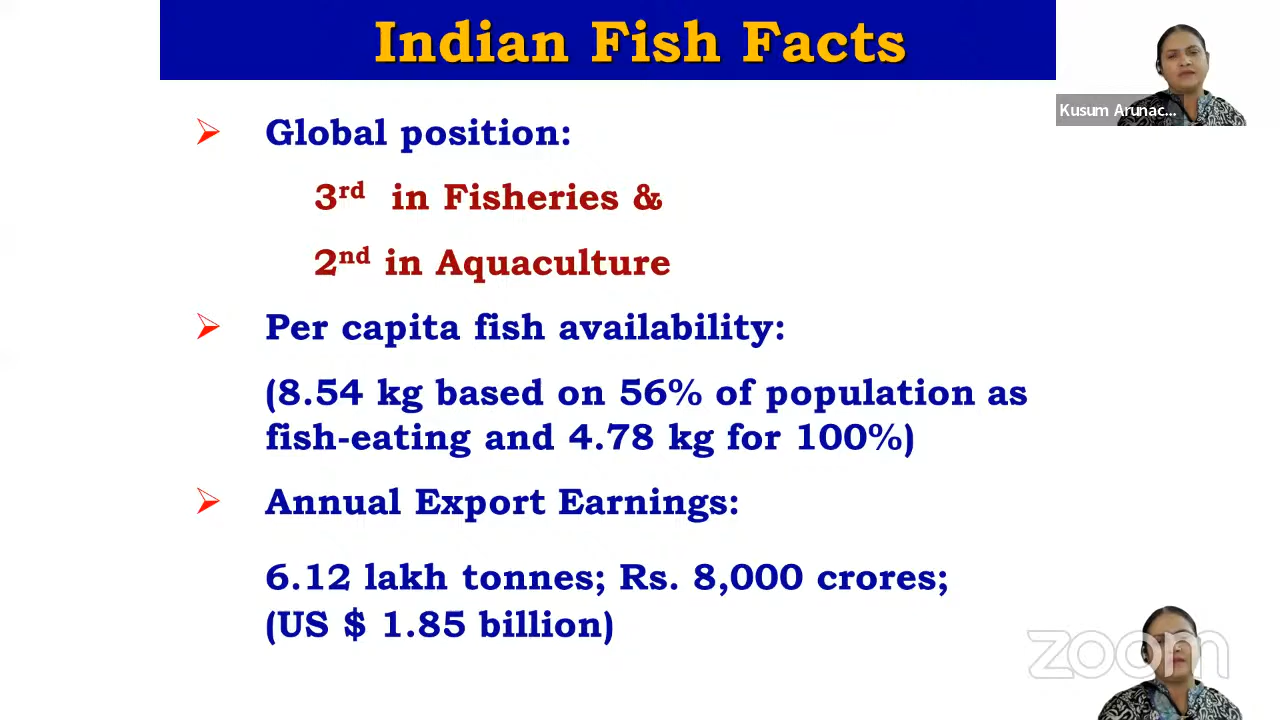 Indian Fish Facts
Kusum Arunac...
➢ Global position:
3rd in Fisheries &
2nd in Aquaculture
➢ Per capita fish availability:
(8.54 kg based on 56% of population as
fish-eating and 4.78 kg for 100%)
➢ Annual Export Earnings:
6.12 lakh tonnes; Rs. 8,000 crores;
(US $ 1.85 billion)
zoom